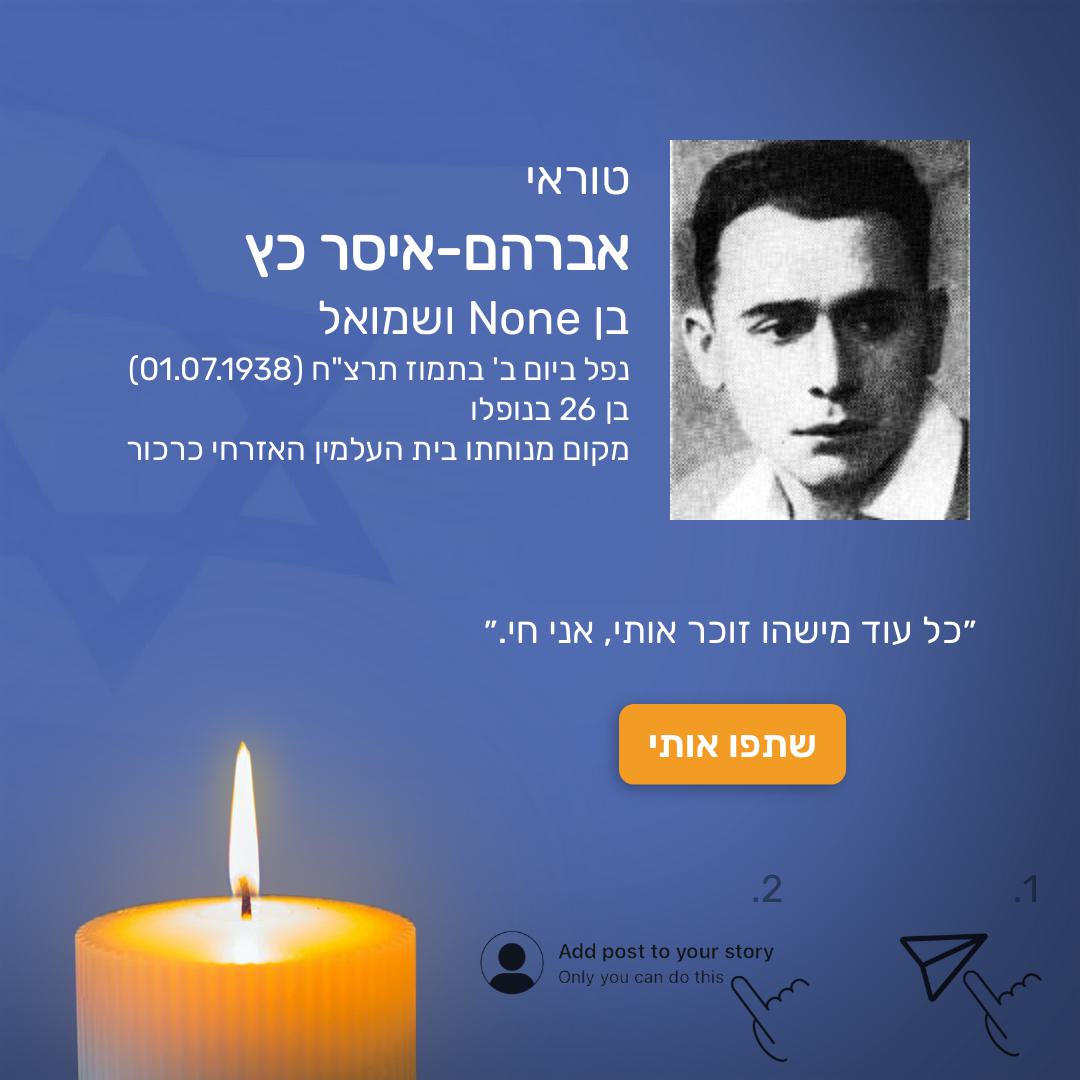 טוראי
אברהם-איסר כץ
בן None ושמואל
נפל ביום ב' בתמוז תרצ"ח (01.07.1938)
בן 26 בנופלו
מקום מנוחתו בית העלמין האזרחי כרכור
״כל עוד מישהו זוכר אותי, אני חי.״
שתפו אותי
1.
2.
Add post to your story
Only you can do this